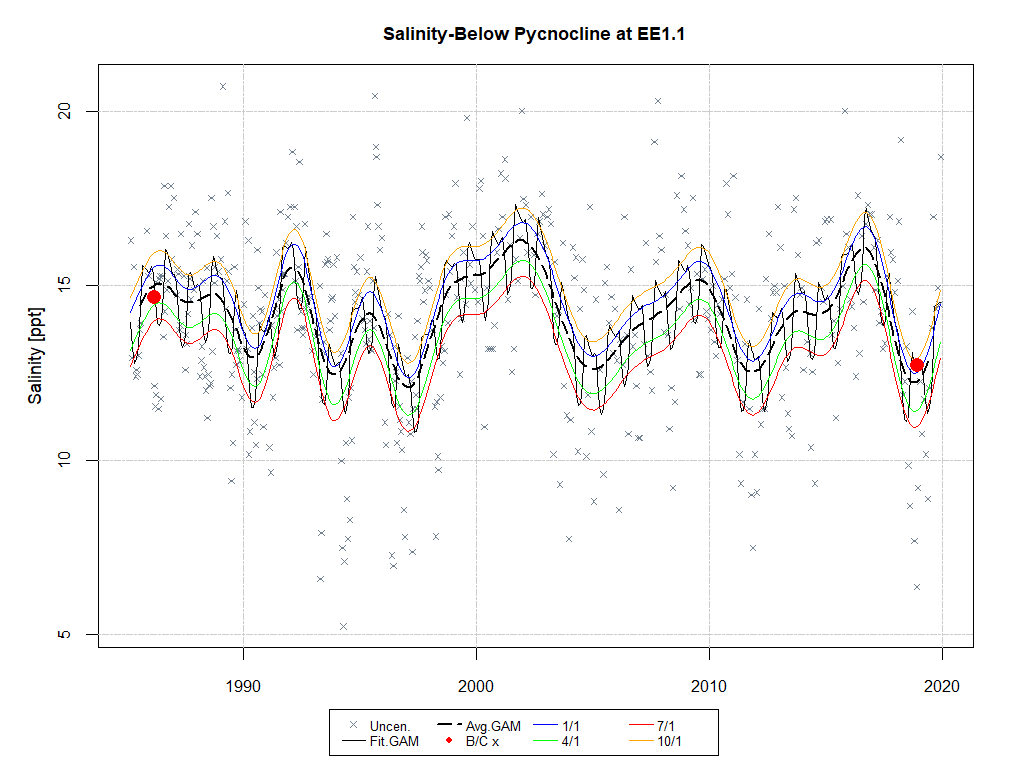 Salinity-Below Pycnocline at EE1.1
Salinity [ppt]
20
15
10
5
1990 2000 2010 2020
Uncen. Avg.GAM 1/1 7/1
Fit.GAM B/C x 4/1 10/1